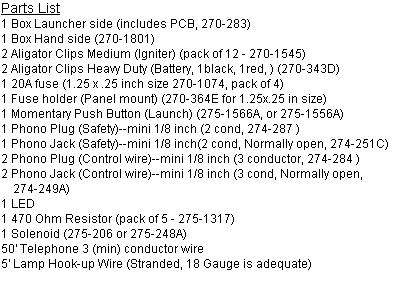 Parts List
1 Box Launcher side (includes PCB, 270-283)
1 Box Hand side (270-1801)
2 Aligator Clips Medium (Igniter) (pack of 12 - 270-1545)
2 Aligator Clips Heavy Duty (Battery, 1black, 1red, ) (270-343D)
1 20A fuse (1.25 x .25 inch size 270-1074, pack of 4)
1 Fuse holder (Panel mount) (270-364E for 1.25x.25 in size)
1 Momentary Push Button (Launch) (275-1566A, or 275-1556A)
1 Phono Plug (Safety)--mini 1/8 inch (2 cond, 274-287 )
1 Phono Jack (Safety)--mini 1/8 inch(2 cond, Normally open, 274-251C)
2 Phono Plug (Control wire)--mini 1/8 inch (3 conductor, 274-284 )
2 Phono Jack (Control wire)--mini 1/8 inch (3 cond, Normally open,
274-249A)
1 LED
1 470 Ohm Resistor (pack of 5 - 275-1317)
1 Solenoid (275-206 or 275-248A)
50' Telephone 3 (min) conductor wire
5' Lamp Hook-up Wire (Stranded, 18 Gauge is adequate)